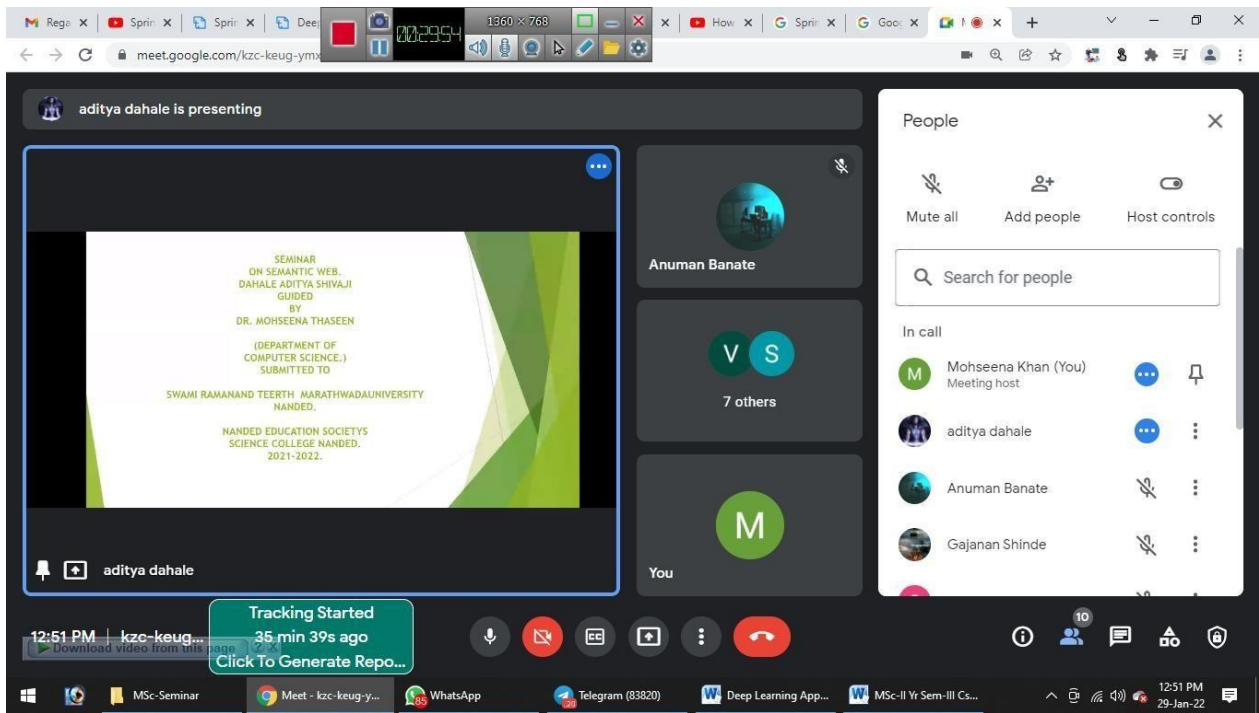 Rega
Sprin
Sprin
Deep
00:29:54
1360 × 768
How
Sprin
Goog
meet.google.com/kzc-keug-ymx
aditya dahale is presenting
SEMINAR
ON SEMANTIC WEB.
DAHALE ADITYA SHIVAJI
GUIDED
BY
DR. MOHSEENA THASEEN
(DEPARTMENT OF
COMPUTER SCIENCE.)
SUBMITTED TO
SWAMI RAMANAND TEERTH MARATHWADAUNIVERSITY
NANDED.
NANDED EDUCATION SOCIETYS
SCIENCE COLLEGE NANDED.
2021-2022.
aditya dahale
Anuman Banate
V S
7 others
M
You
People
Mute all
Add people
Host controls
Search for people
In call
M
Mohseena Khan (You)
Meeting host
aditya dahale
Anuman Banate
Gajanan Shinde
12:51 PM | kzc-keug...
Download video from this page ? X
Tracking Started
35 min 39s ago
Click To Generate Repo...
CC
10
MSc-Seminar
Meet - kzc-keug-y...
85
WhatsApp
Telegram (83820)
Deep Learning App...
MSc-II Yr Sem-III Cs...
12:51 PM
29-Jan-22